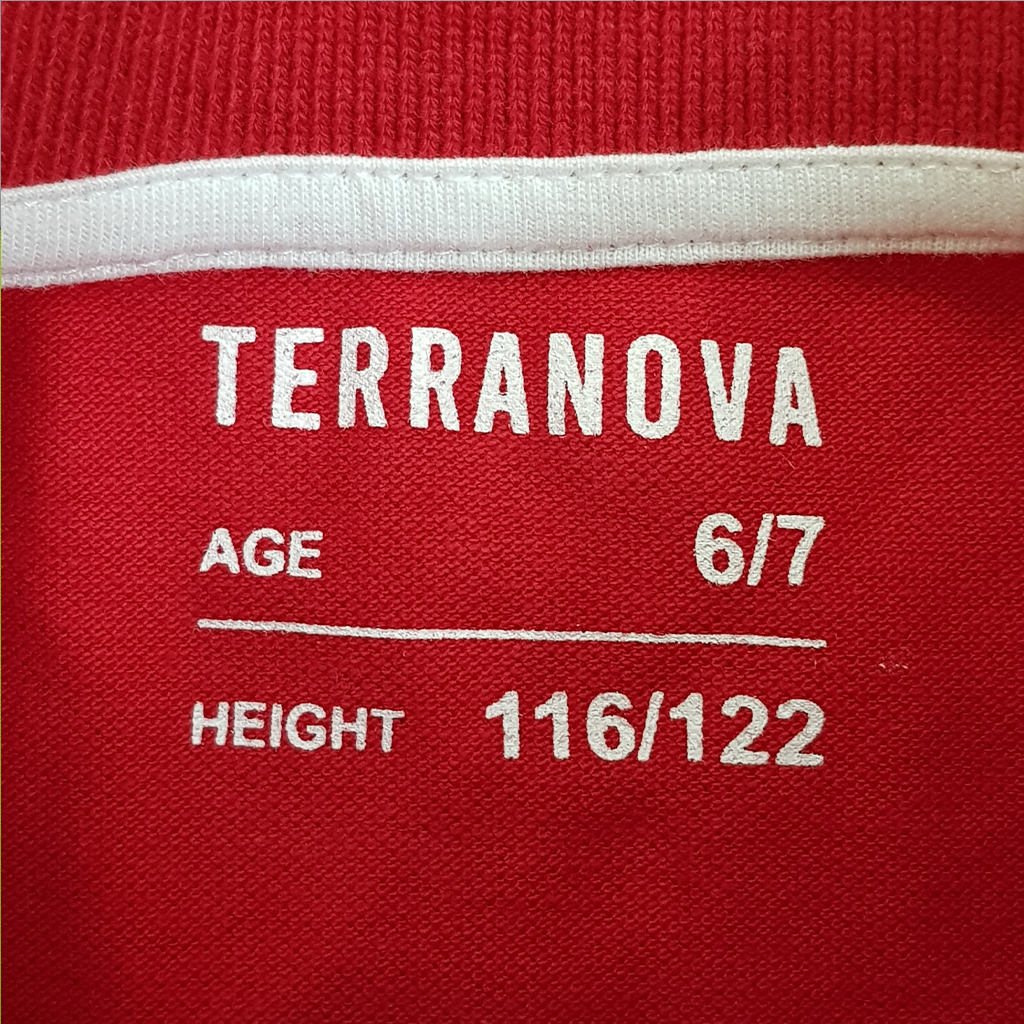 TERRANOVA
AGE 6/7
HEIGHT 116/122